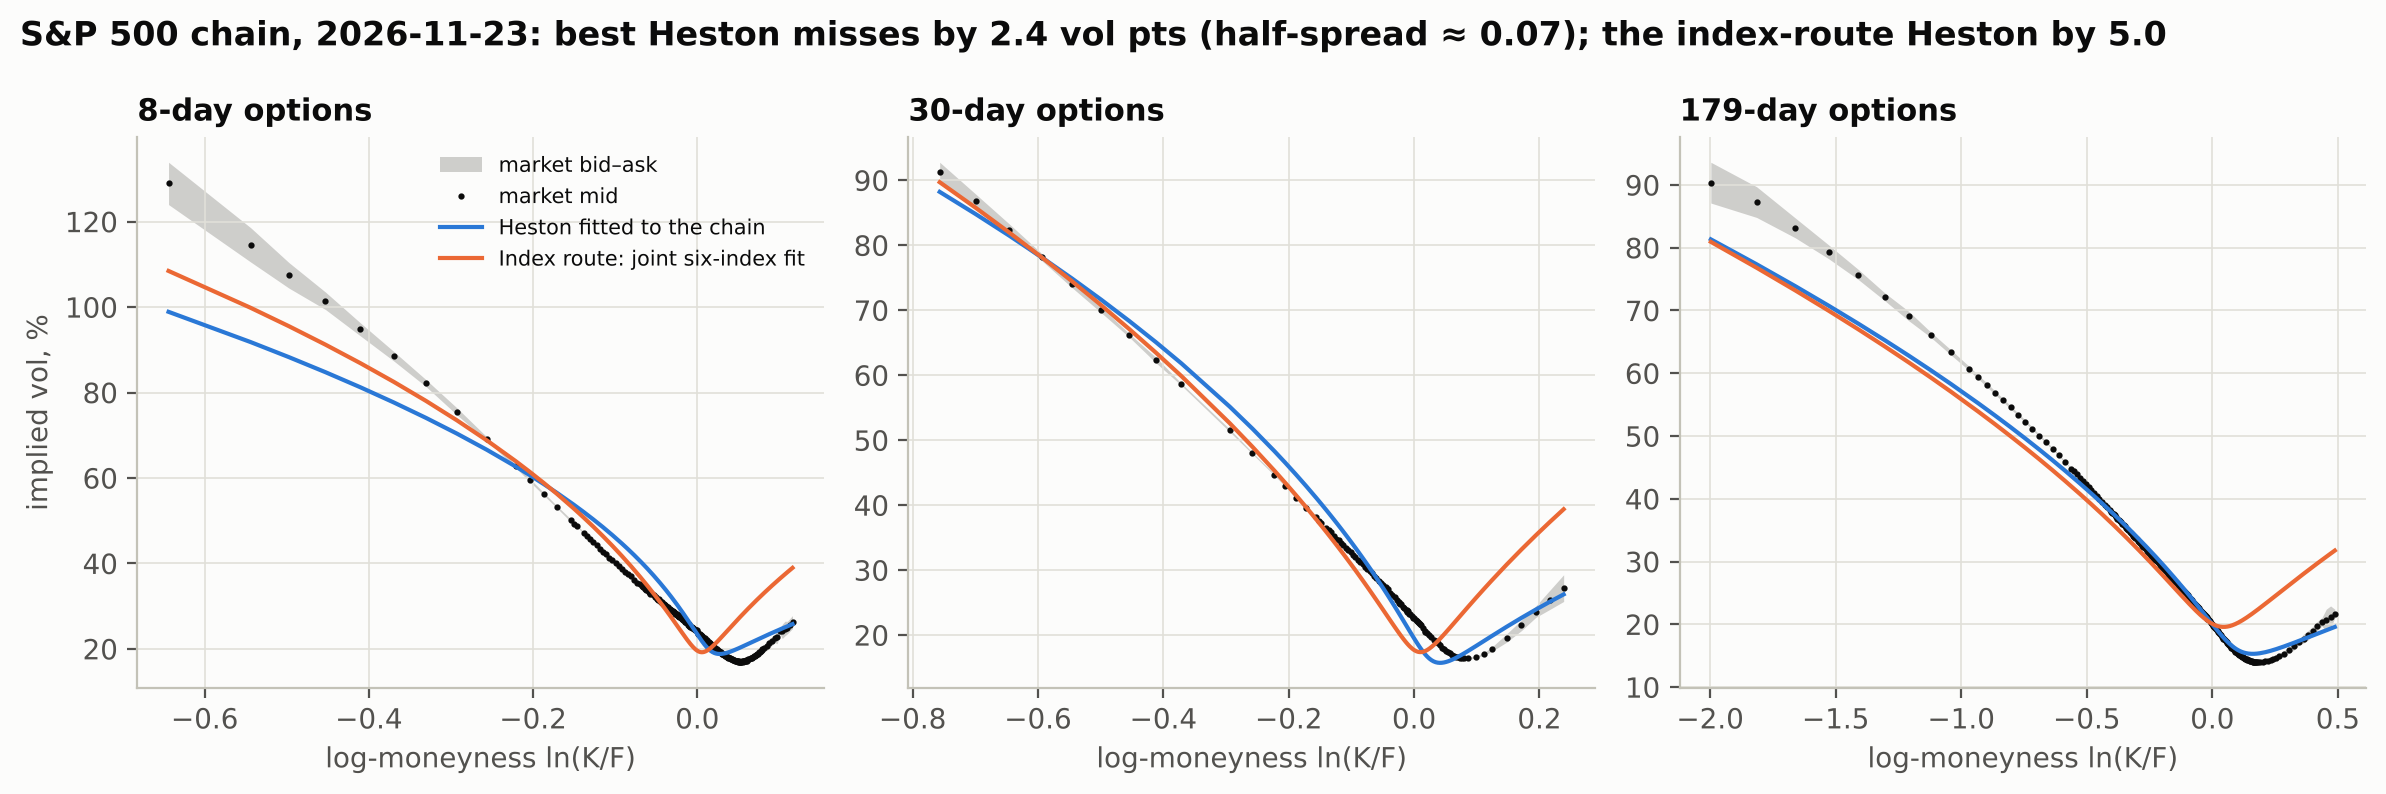 S&P 500 chain, 2026-11-23: best Heston misses by 2.4 vol pts (half-spread ≈ 0.07); the index-route Heston by 5.0
8-day options
market bid–ask
market mid
Heston fitted to the chain
Index route: joint six-index fit
implied vol, %
120
100
80
60
40
20
−0.6 −0.4 −0.2 0.0
log-moneyness ln(K/F)
30-day options
90
80
70
60
50
40
30
20
−0.8 −0.6 −0.4 −0.2 0.0 0.2
log-moneyness ln(K/F)
179-day options
90
80
70
60
50
40
30
20
10
−2.0 −1.5 −1.0 −0.5 0.0 0.5
log-moneyness ln(K/F)